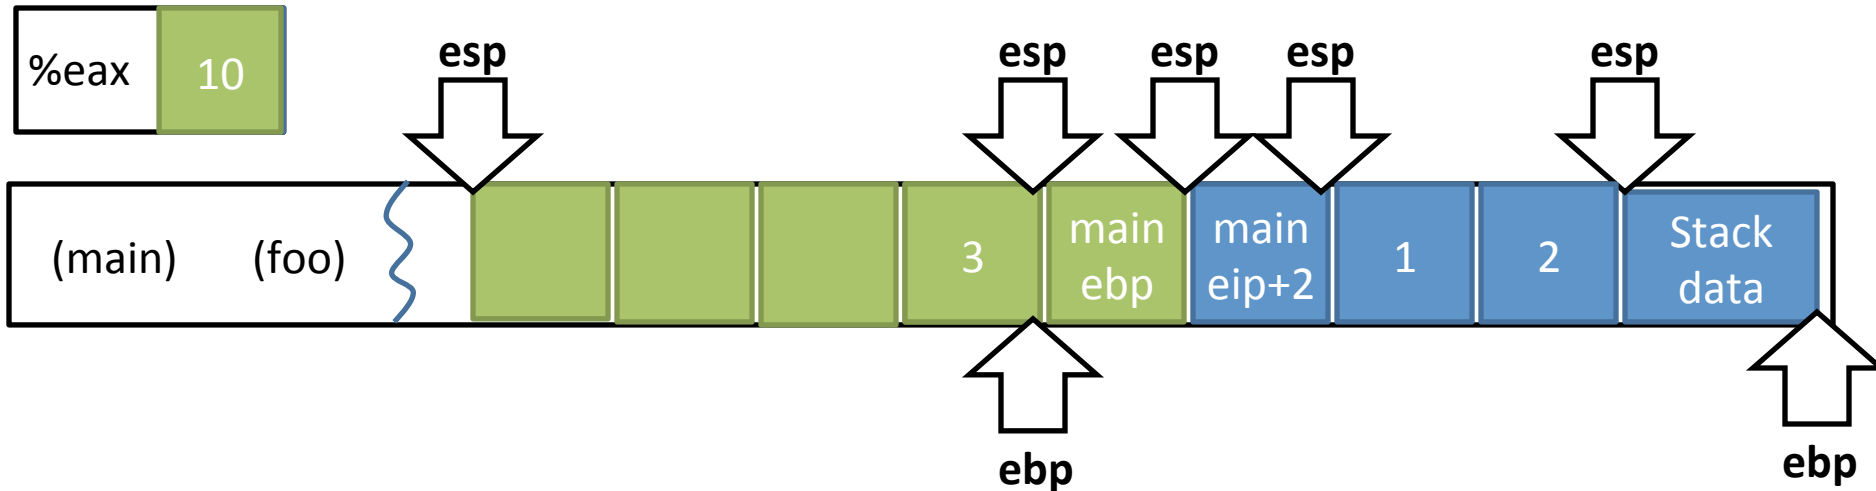 %eax 10
esp esp esp esp esp
(main) (foo) 3 main ebp main eip+2 1 2 Stack data
ebp ebp